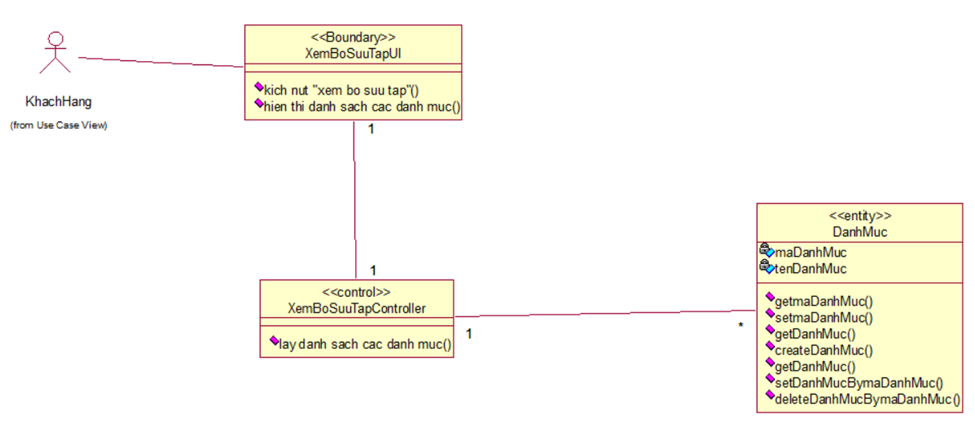 <<Boundary>>
XemBoSuuTapUI
kich nut "xem bo suu tap"()
hien thi danh sach cac danh muc()
KhachHang
(from Use Case View)
1
1
<<control>>
XemBoSuuTapController
lay danh sach cac danh muc()
1
*
<<entity>>
DanhMuc
maDanhMuc
tenDanhMuc
getmaDanhMuc()
setmaDanhMuc()
getDanhMuc()
createDanhMuc()
getDanhMuc()
setDanhMucBymaDanhMuc()
deleteDanhMucBymaDanhMuc()